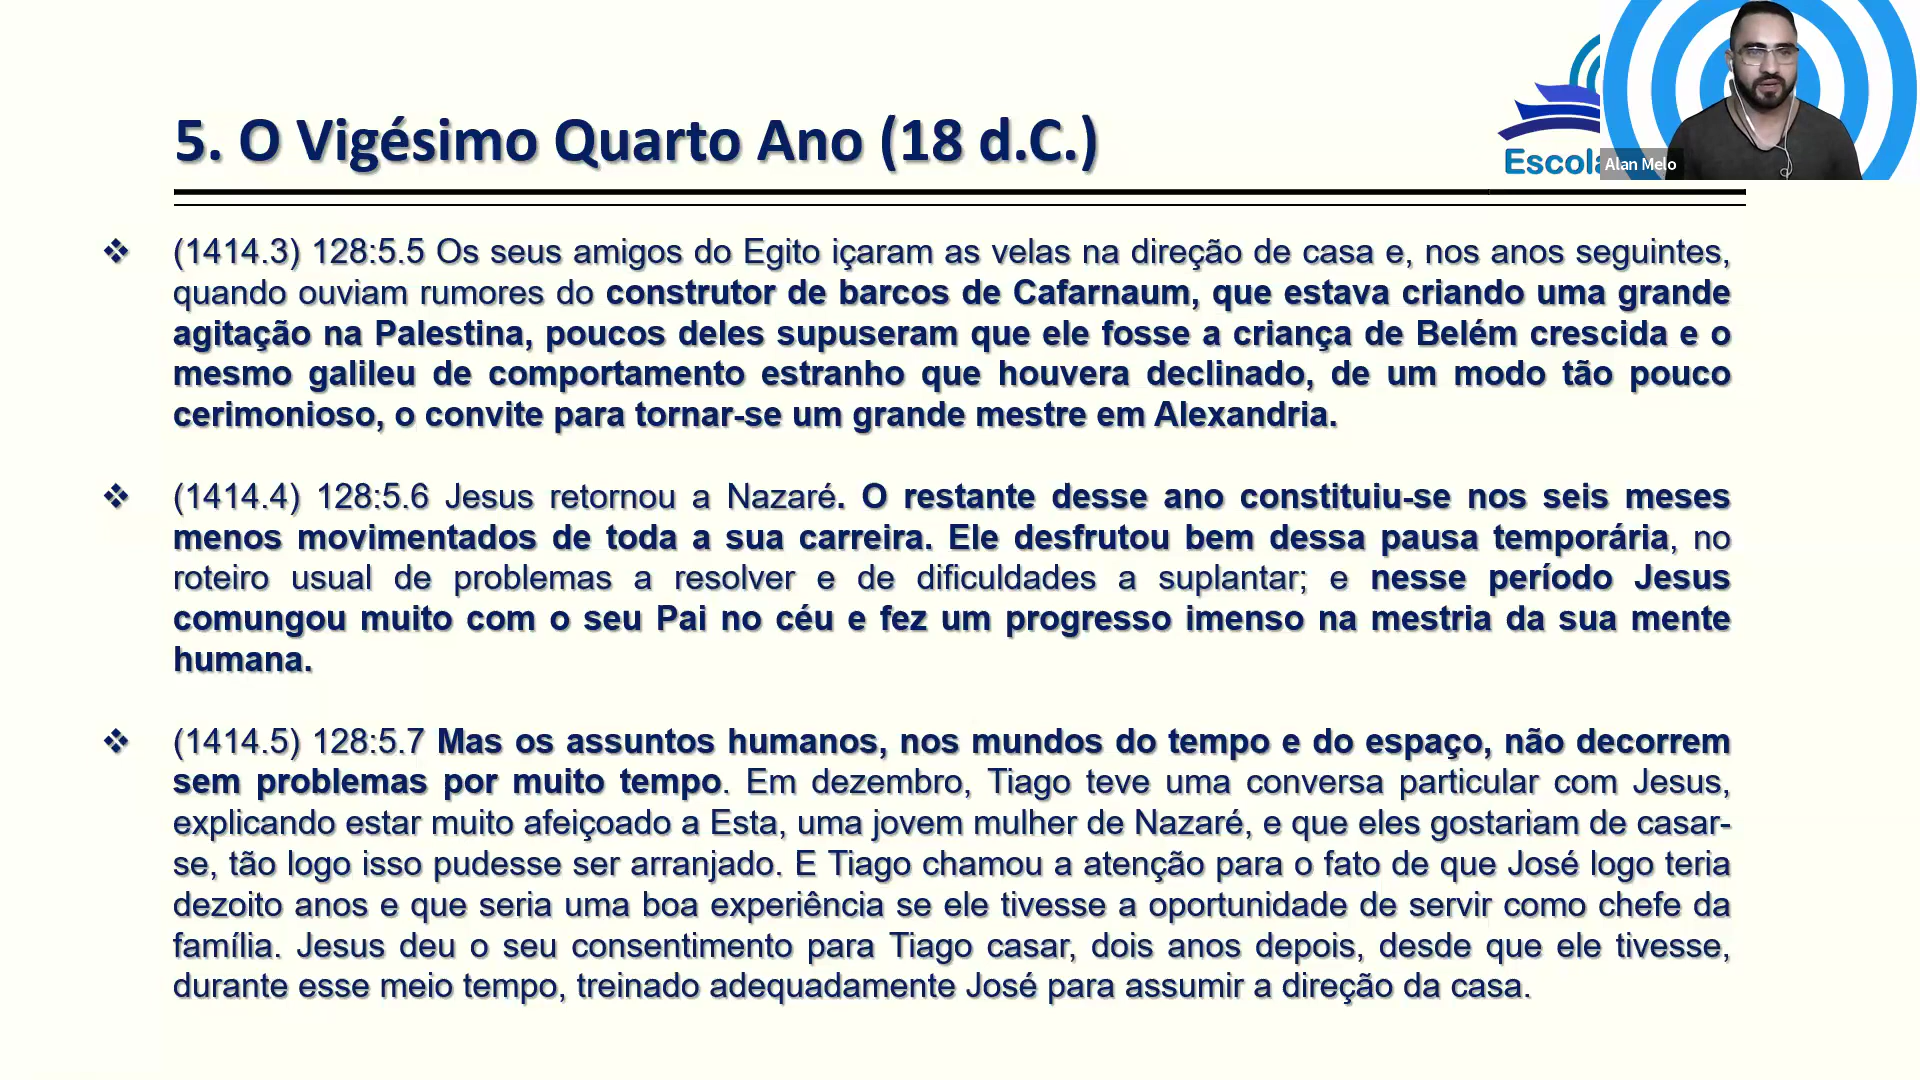 5. O Vigésimo Quarto Ano (18 d.C.)
Escola
Alan Melo
❖ (1414.3) 128:5.5 Os seus amigos do Egito içaram as velas na direção de casa e, nos anos seguintes,
quando ouviam rumores do construtor de barcos de Cafarnaum, que estava criando uma grande
agitação na Palestina, poucos deles supuseram que ele fosse a criança de Belém crescida e o
mesmo galileu de comportamento estranho que houvera declinado, de um modo tão pouco
cerimonioso, o convite para tornar-se um grande mestre em Alexandria.
❖ (1414.4) 128:5.6 Jesus retornou a Nazaré. O restante desse ano constituiu-se nos seis meses
menos movimentados de toda a sua carreira. Ele desfrutou bem dessa pausa temporária, no
roteiro usual de problemas a resolver e de dificuldades a suplantar; e nesse período Jesus
comungou muito com o seu Pai no céu e fez um progresso imenso na mestria da sua mente
humana.
❖ (1414.5) 128:5.7 Mas os assuntos humanos, nos mundos do tempo e do espaço, não decorrem
sem problemas por muito tempo. Em dezembro, Tiago teve uma conversa particular com Jesus,
explicando estar muito afeiçoado a Esta, uma jovem mulher de Nazaré, e que eles gostariam de casar-
se, tão logo isso pudesse ser arranjado. E Tiago chamou a atenção para o fato de que José logo teria
dezoito anos e que seria uma boa experiência se ele tivesse a oportunidade de servir como chefe da
família. Jesus deu o seu consentimento para Tiago casar, dois anos depois, desde que ele tivesse,
durante esse meio tempo, treinado adequadamente José para assumir a direção da casa.